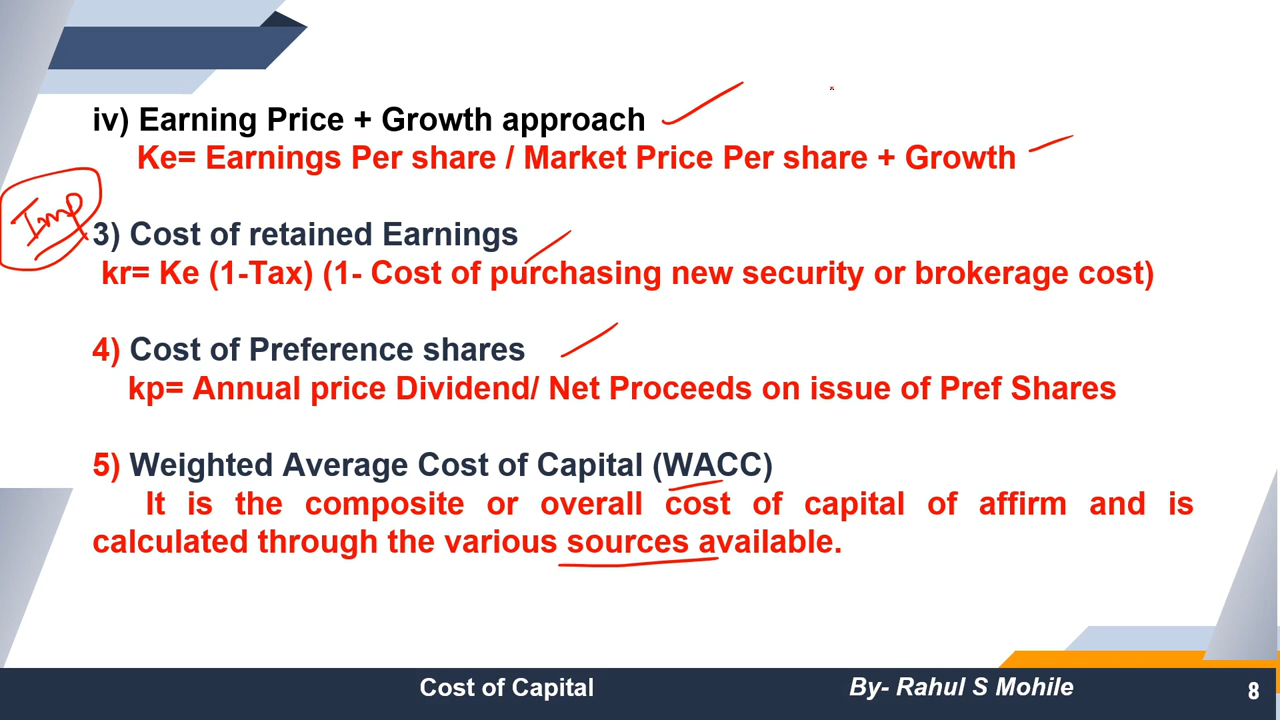 iv) Earning Price + Growth approach
Ke= Earnings Per share / Market Price Per share + Growth
Imp
3) Cost of retained Earnings
kr= Ke (1-Tax) (1- Cost of purchasing new security or brokerage cost)
4) Cost of Preference shares
kp= Annual price Dividend/ Net Proceeds on issue of Pref Shares
5) Weighted Average Cost of Capital (WACC)
It is the composite or overall cost of capital of affirm and is
calculated through the various sources available.
Cost of Capital
By- Rahul S Mohile
8